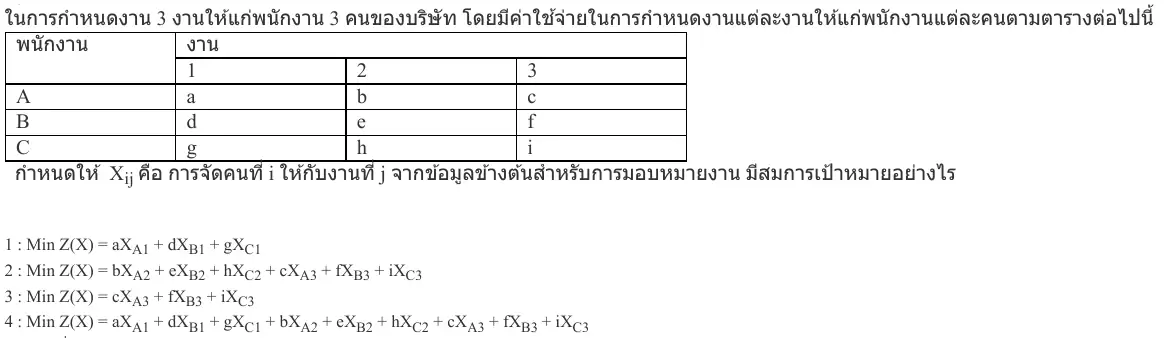 ในการกำหนดงาน 3 งานให้แก่พนักงาน 3 คนของบริษัท โดยมีค่าใช้จ่ายในการกำหนดงานแต่ละงานให้แก่พนักงานแต่ละคนตามตารางต่อไปนี้
พนักงาน งาน
1 2 3
A a b c
B d e f
C g h i
กำหนดให้ Xij คือ การจัดคนที่ i ให้กับงานที่ j จากข้อมูลข้างต้นสำหรับการมอบหมายงาน มีสมการเป้าหมายอย่างไร
1 : Min Z(X) = aXA1 + dXB1 + gXC1
2 : Min Z(X) = bXA2 + eXB2 + hXC2 + cXA3 + fXB3 + iXC3
3 : Min Z(X) = cXA3 + fXB3 + iXC3
4 : Min Z(X) = aXA1 + dXB1 + gXC1 + bXA2 + eXB2 + hXC2 + cXA3 + fXB3 + iXC3